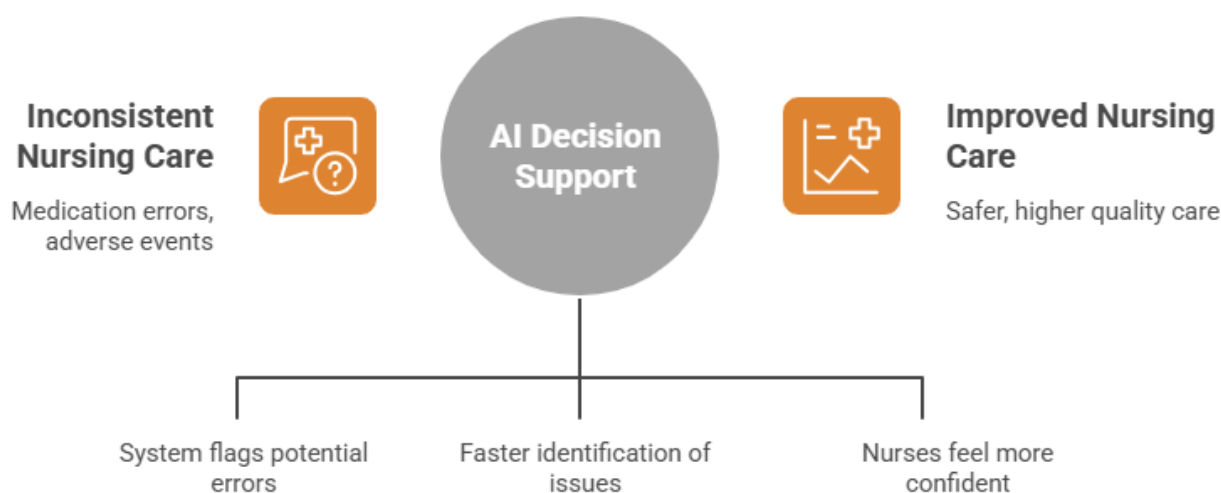 Inconsistent
Nursing Care
Medication errors,
adverse events
AI Decision
Support
Improved Nursing
Care
Safer, higher quality care
System flags potential
errors
Faster identification of
issues
Nurses feel more
confident